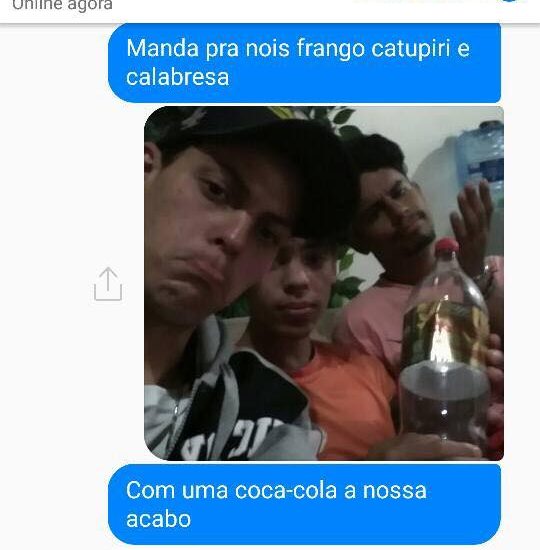 Online agora
Manda pra nois frango catupiri e
calabresa
Com uma coca-cola a nossa
acabo